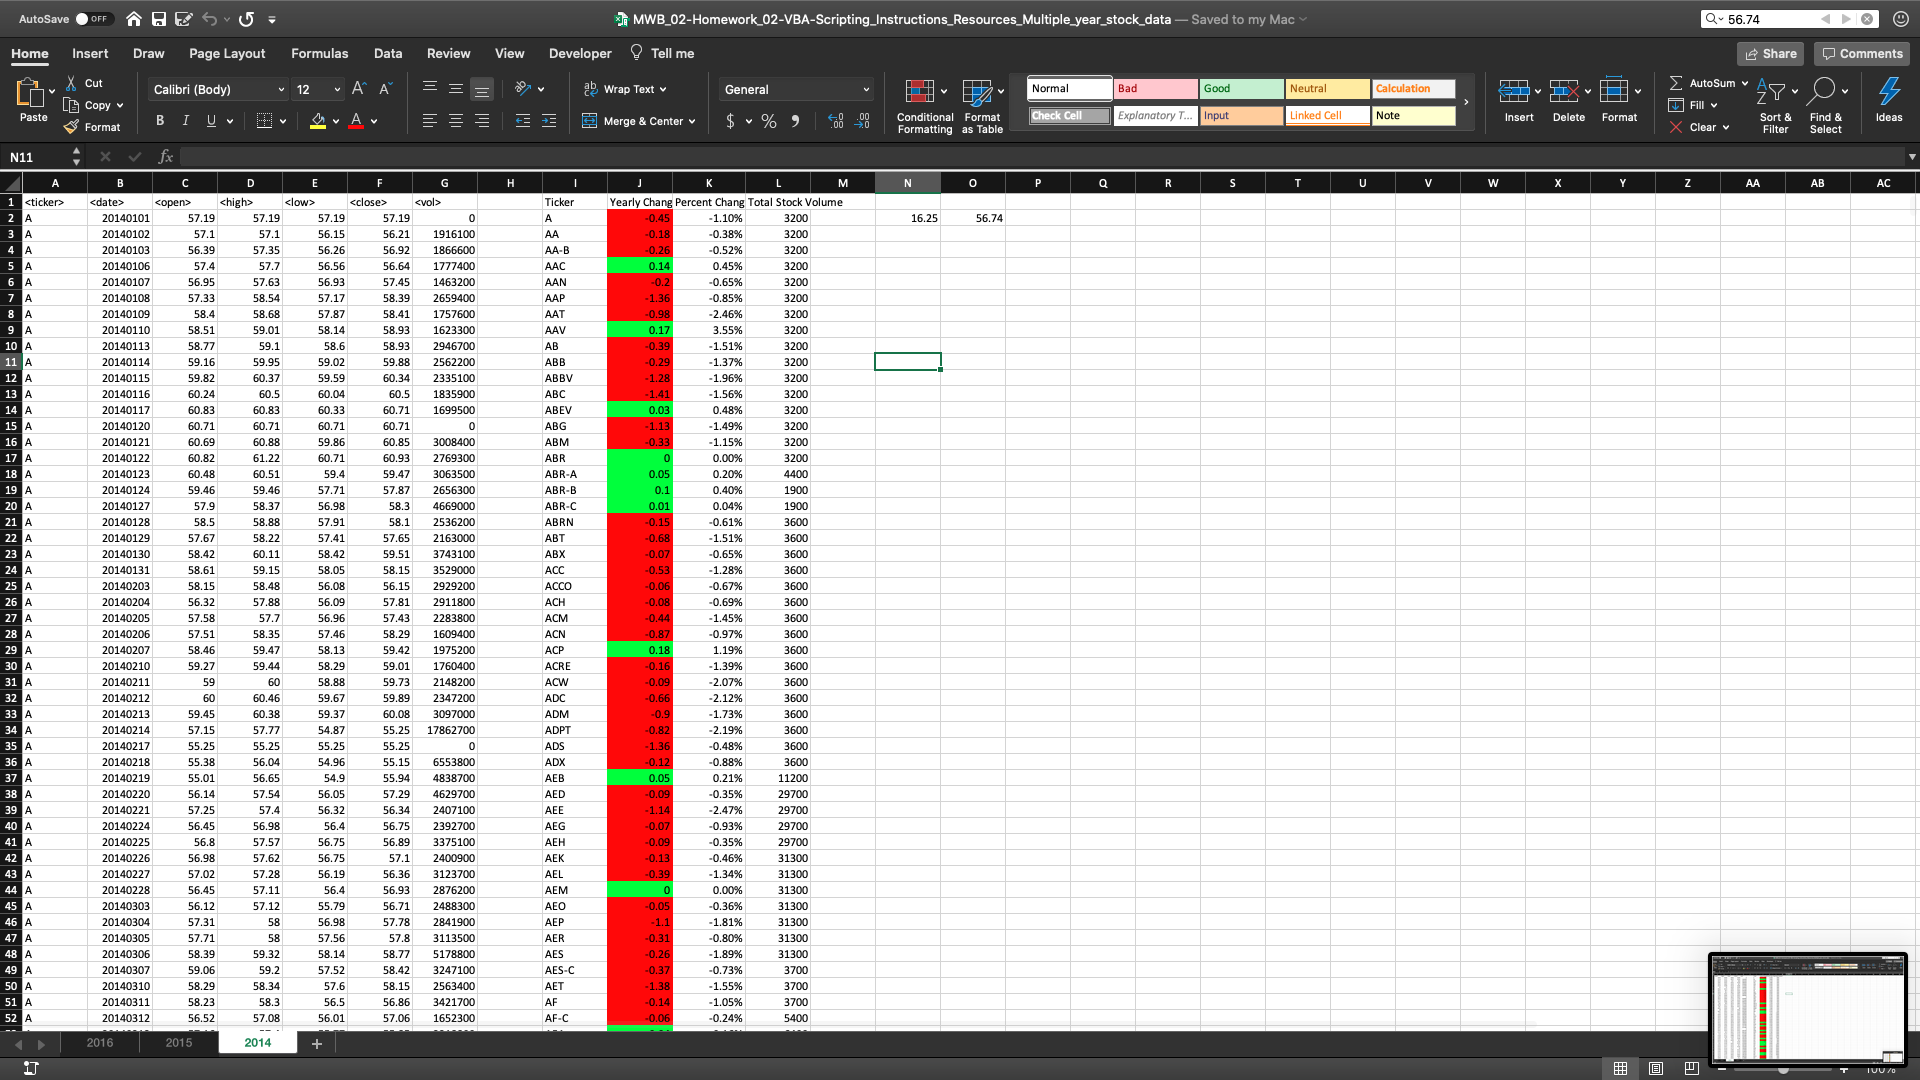 AutoSave OFF
MWB_02-Homework_02-VBA-Scripting_Instructions_Resources_Multiple_year_stock_data — Saved to my Mac
56.74
Home Insert Draw Page Layout Formulas Data Review View Developer Tell me
Share Comments
Paste Cut Copy Format
Calibri (Body) 12
B I U A
Wrap Text
Merge & Center
General
$ % 9
Conditional Formatting
Format as Table
Normal Bad Good Neutral Calculation
Check Cell Explanatory T... Input Linked Cell Note
Insert Delete Format
AutoSum
Fill
Clear
Sort & Filter
Find & Select
Ideas
N11 fx
A B C D E F G H I J K L M N O P Q R S T U V W X Y Z AA AB AC
1 <ticker> <date> <open> <high> <low> <close> <vol> Ticker Yearly Chang Percent Chang Total Stock Volume
2 A 20140101 57.19 57.19 57.19 57.19 0 A -0.45 -1.10% 3200 16.25 56.74
3 A 20140102 57.1 57.1 56.15 56.21 1916100 AA -0.18 -0.38% 3200
4 A 20140103 56.39 57.35 56.26 56.92 1866600 AA-B -0.26 -0.52% 3200
5 A 20140106 57.4 57.7 56.56 56.64 1777400 AAC 0.14 0.45% 3200
6 A 20140107 56.95 57.63 56.93 57.45 1463200 AAN -0.2 -0.65% 3200
7 A 20140108 57.33 58.54 57.17 58.39 2659400 AAP -1.36 -0.85% 3200
8 A 20140109 58.4 58.68 57.87 58.41 1757600 AAT -0.98 -2.46% 3200
9 A 20140110 58.51 59.01 58.14 58.93 1623300 AAV 0.17 3.55% 3200
10 A 20140113 58.77 59.1 58.6 58.93 2946700 AB -0.39 -1.51% 3200
11 A 20140114 59.16 59.95 59.02 59.88 2562200 ABB -0.29 -1.37% 3200
12 A 20140115 59.82 60.37 59.59 60.34 2335100 ABBV -1.28 -1.96% 3200
13 A 20140116 60.24 60.5 60.04 60.5 1835900 ABC -1.41 -1.56% 3200
14 A 20140117 60.83 60.83 60.33 60.71 1699500 ABEV 0.03 0.48% 3200
15 A 20140120 60.71 60.71 60.71 60.71 0 ABG -1.13 -1.49% 3200
16 A 20140121 60.69 60.88 59.86 60.85 3008400 ABM -0.33 -1.15% 3200
17 A 20140122 60.82 61.22 60.71 60.93 2769300 ABR 0 0.00% 3200
18 A 20140123 60.48 60.51 59.4 59.47 3063500 ABR-A 0.05 0.20% 4400
19 A 20140124 59.46 59.46 57.71 57.87 2656300 ABR-B 0.1 0.40% 1900
20 A 20140127 57.9 58.37 56.98 58.3 4669000 ABR-C 0.01 0.04% 1900
21 A 20140128 58.5 58.88 57.91 58.1 2536200 ABRN -0.15 -0.61% 3600
22 A 20140129 57.67 58.22 57.41 57.65 2163000 ABT -0.68 -1.51% 3600
23 A 20140130 58.42 60.11 58.42 59.51 3743100 ABX -0.07 -0.65% 3600
24 A 20140131 58.61 59.15 58.05 58.15 3529000 ACC -0.53 -1.28% 3600
25 A 20140203 58.15 58.48 56.08 56.15 2929200 ACCO -0.06 -0.67% 3600
26 A 20140204 56.32 57.88 56.09 57.81 2911800 ACH -0.08 -0.69% 3600
27 A 20140205 57.58 57.7 56.96 57.43 2283800 ACM -0.44 -1.45% 3600
28 A 20140206 57.51 58.35 57.46 58.29 1609400 ACN -0.87 -0.97% 3600
29 A 20140207 58.46 59.47 58.13 59.42 1975200 ACP 0.18 1.19% 3600
30 A 20140210 59.27 59.44 58.29 59.01 1760400 ACRE -0.16 -1.39% 3600
31 A 20140211 59 60 58.88 59.73 2148200 ACW -0.09 -2.07% 3600
32 A 20140212 60 60.46 59.67 59.89 2347200 ADC -0.66 -2.12% 3600
33 A 20140213 59.45 60.38 59.37 60.08 3097000 ADM -0.9 -1.73% 3600
34 A 20140214 57.15 57.77 54.87 55.25 17862700 ADPT -0.82 -2.19% 3600
35 A 20140217 55.25 55.25 55.25 55.25 0 ADS -1.36 -0.48% 3600
36 A 20140218 55.38 56.04 54.96 55.15 6553800 ADX -0.12 -0.88% 3600
37 A 20140219 55.01 56.65 54.9 55.94 4838700 AEB 0.05 0.21% 11200
38 A 20140220 56.14 57.54 56.05 57.29 4629700 AED -0.09 -0.35% 29700
39 A 20140221 57.25 57.4 56.32 56.34 2407100 AEE -1.14 -2.47% 29700
40 A 20140224 56.45 56.98 56.4 56.75 2392700 AEG -0.07 -0.93% 29700
41 A 20140225 56.8 57.57 56.75 56.89 3375100 AEH -0.09 -0.35% 29700
42 A 20140226 56.98 57.62 56.75 57.1 2400900 AEK -0.13 -0.46% 31300
43 A 20140227 57.02 57.28 56.19 56.36 3123700 AEL -0.39 -1.34% 31300
44 A 20140228 56.45 57.11 56.4 56.93 2876200 AEM 0 0.00% 31300
45 A 20140303 56.12 57.12 55.79 56.71 2488300 AEO -0.05 -0.36% 31300
46 A 20140304 57.31 58 56.98 57.78 2841900 AEP -1.1 -1.81% 31300
47 A 20140305 57.71 58 57.56 57.8 3113500 AER -0.31 -0.80% 31300
48 A 20140306 58.39 59.32 58.14 58.77 5178800 AES -0.26 -1.89% 31300
49 A 20140307 59.06 59.2 57.52 58.42 3247100 AES-C -0.37 -0.73% 3700
50 A 20140310 58.29 58.34 57.6 58.15 2563400 AET -1.38 -1.55% 3700
51 A 20140311 58.23 58.3 56.5 56.86 3421700 AF -0.14 -1.05% 3700
52 A 20140312 56.52 57.08 56.01 57.06 1652300 AF-C -0.06 -0.24% 5400
2016 2015 2014 +
100%